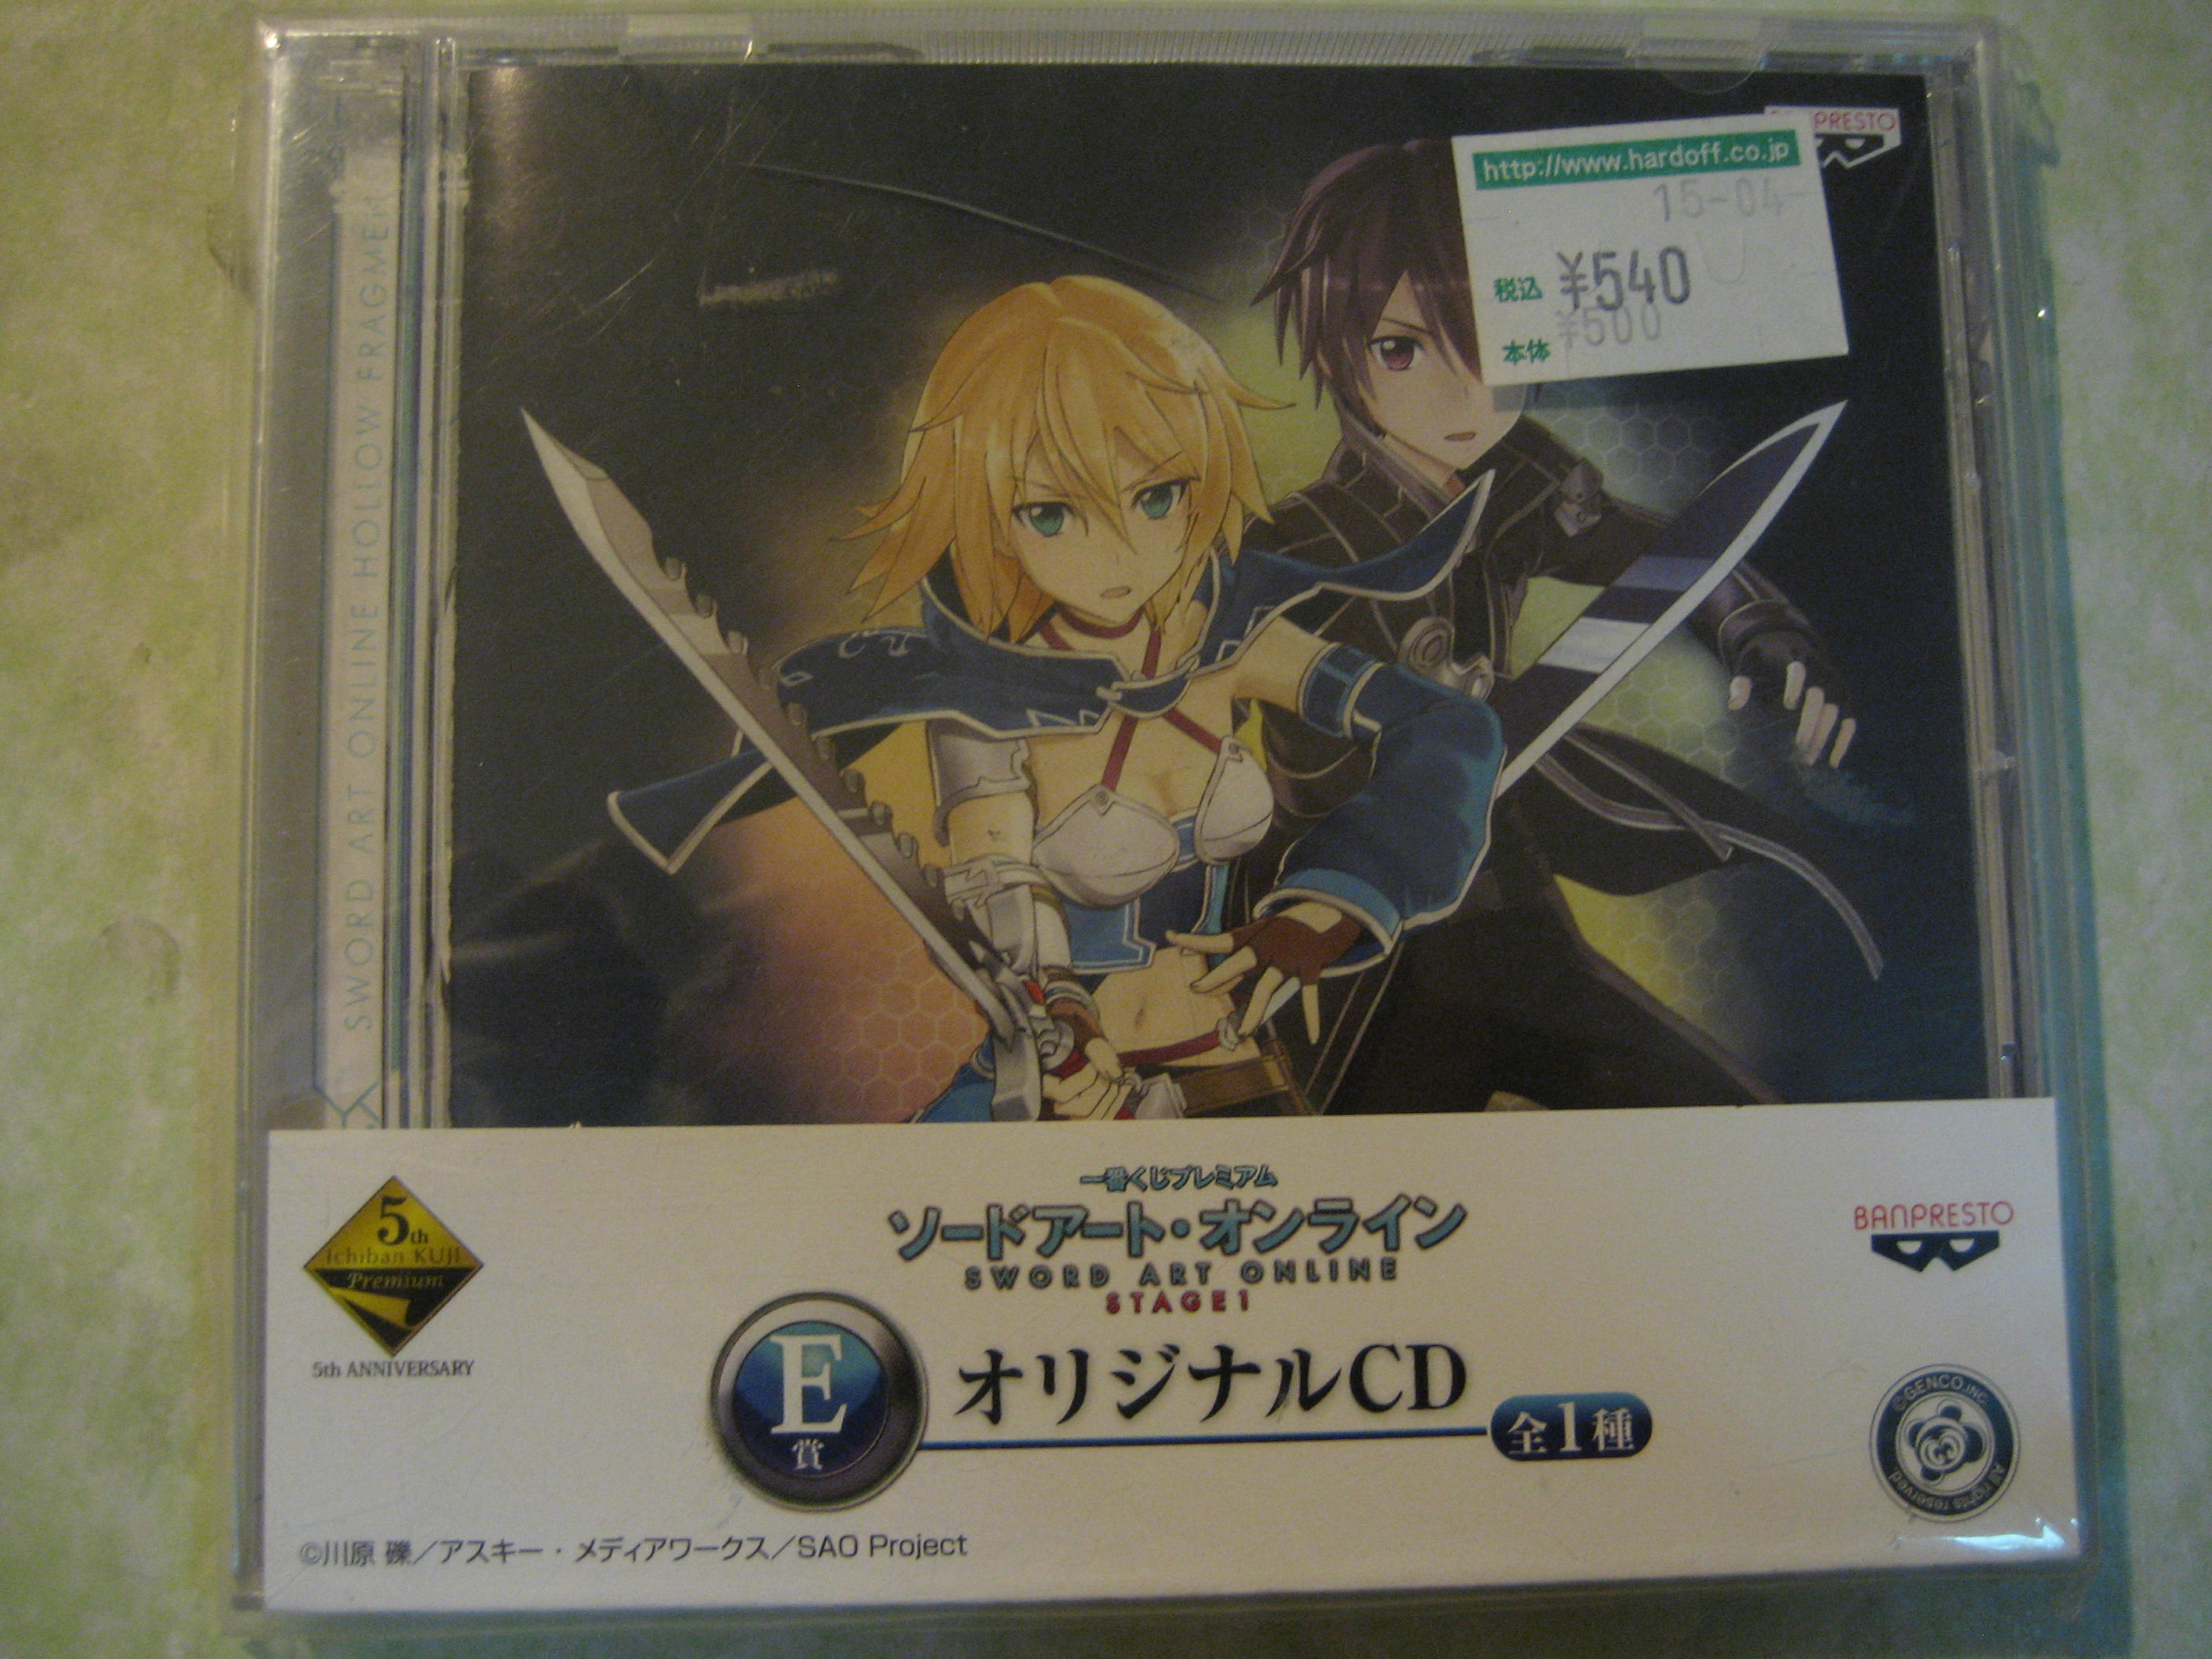 SWORD ART ONLINE HOLLOW FRAGMEN
PRESTO
http://www.hardoff.co.jp
15-04
税込 ¥540
本体 ¥500
5th
Ichiban KUJI
Premium
5th ANNIVERSARY
一番くじプレミアム
ソードアート・オンライン
SWORD ART ONLINE
STAGE1
BANPRESTO
E賞
オリジナルCD
全1種
©GENCO,INC.
All rights reserved.
©川原 礫／アスキー・メディアワークス／SAO Project